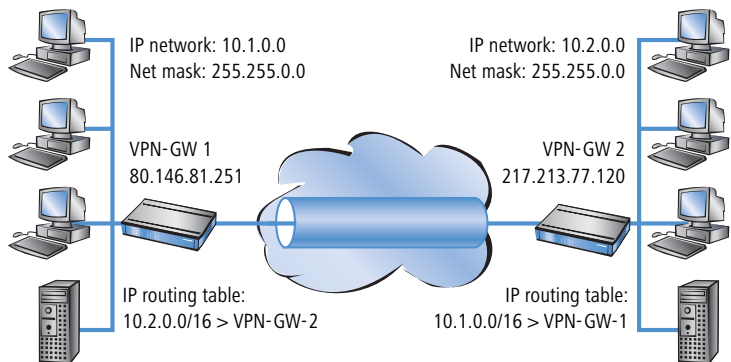 IP network: 10.1.0.0
Net mask: 255.255.0.0
IP network: 10.2.0.0
Net mask: 255.255.0.0
VPN-GW 1
80.146.81.251
VPN-GW 2
217.213.77.120
IP routing table:
10.2.0.0/16 > VPN-GW-2
IP routing table:
10.1.0.0/16 > VPN-GW-1